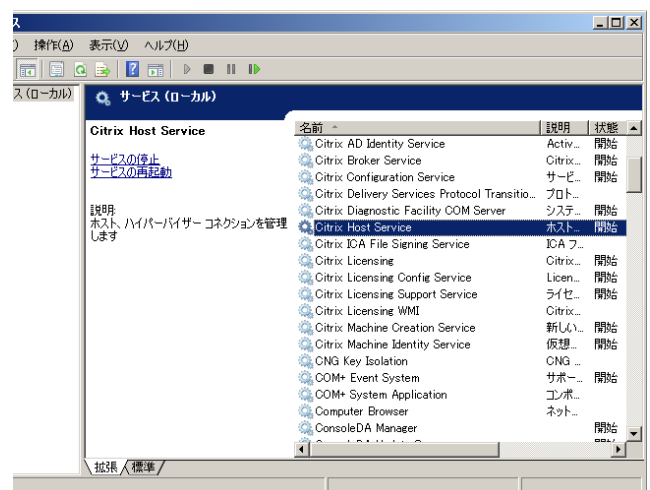 ス
) 操作(A) 表示(V) ヘルプ(H)
ス (ローカル)
サービス (ローカル)
Citrix Host Service
サービスの停止
サービスの再起動
説明:
ホスト、ハイパーバイザー コネクションを管理
します
名前 説明 状態
Citrix AD Identity Service Activ... 開始
Citrix Broker Service Citrix... 開始
Citrix Configuration Service サービ... 開始
Citrix Delivery Services Protocol Transitio... プロト...
Citrix Diagnostic Facility COM Server システ... 開始
Citrix Host Service ホスト... 開始
Citrix ICA File Signing Service ICA フ...
Citrix Licensing Citrix... 開始
Citrix Licensing Config Service Licen... 開始
Citrix Licensing Support Service ライセ... 開始
Citrix Licensing WMI Citrix...
Citrix Machine Creation Service 新しい... 開始
Citrix Machine Identity Service 仮想... 開始
CNG Key Isolation CNG ...
COM+ Event System サポー... 開始
COM+ System Application コンポ...
Computer Browser ネット...
ConsoleDA Manager 開始
拡張 標準